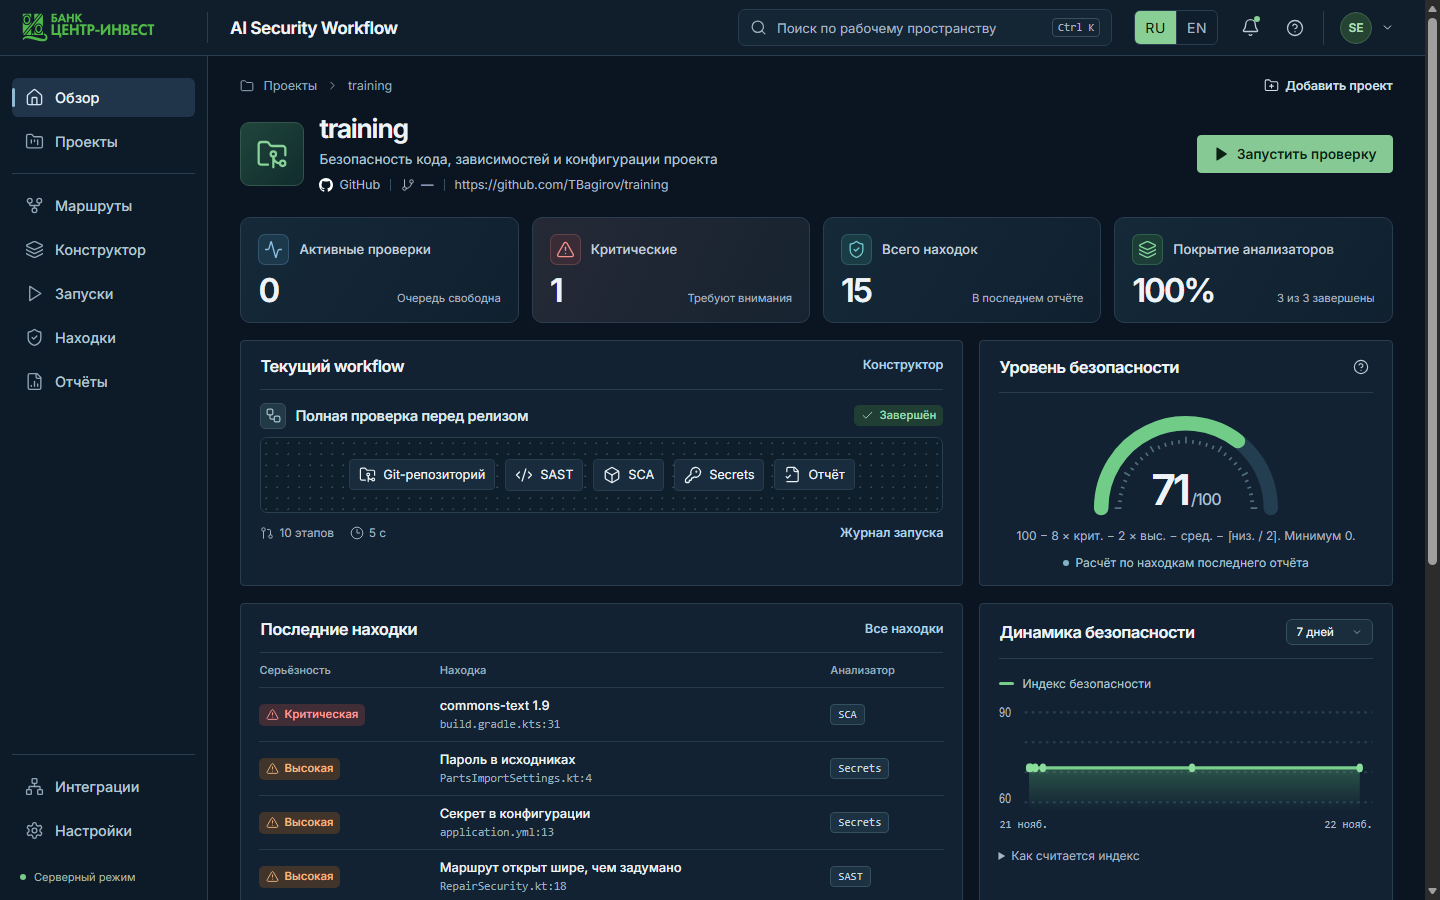 БАНК
ЦЕНТР-ИНВЕСТ
AI Security Workflow
Поиск по рабочему пространству
Ctrl K
RU
EN
SE
Обзор
Проекты
Маршруты
Конструктор
Запуски
Находки
Отчёты
Интеграции
Настройки
Серверный режим
Проекты
training
Добавить проект
training
Безопасность кода, зависимостей и конфигурации проекта
GitHub
—
https://github.com/TBagirov/training
Запустить проверку
Активные проверки
0
Очередь свободна
Критические
1
Требуют внимания
Всего находок
15
В последнем отчёте
Покрытие анализаторов
100%
3 из 3 завершены
Текущий workflow
Конструктор
Полная проверка перед релизом
Завершён
Git-репозиторий
SAST
SCA
Secrets
Отчёт
10 этапов
5 с
Журнал запуска
Уровень безопасности
71/100
100 − 8 × крит. − 2 × выс. − сред. − ⌈низ. / 2⌉. Минимум 0.
Расчёт по находкам последнего отчёта
Последние находки
Все находки
Серьёзность
Находка
Анализатор
Критическая
commons-text 1.9
build.gradle.kts:31
SCA
Высокая
Пароль в исходниках
PartsImportSettings.kt:4
Secrets
Высокая
Секрет в конфигурации
application.yml:13
Secrets
Высокая
Маршрут открыт шире, чем задумано
RepairSecurity.kt:18
SAST
Динамика безопасности
7 дней
Индекс безопасности
90
60
21 нояб.
22 нояб.
Как считается индекс